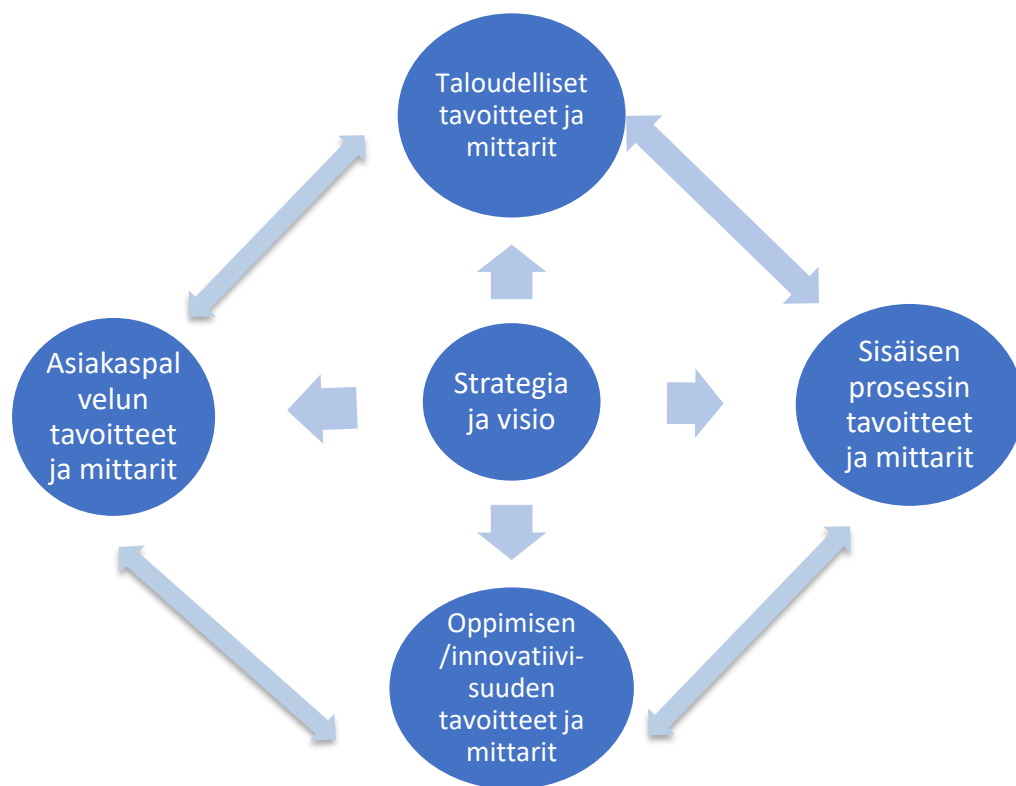 Taloudelliset
tavoitteet ja
mittarit
Asiakaspal
velun
tavoitteet
ja mittarit
Strategia
ja visio
Sisäisen
prosessin
tavoitteet
ja mittarit
Oppimisen
/innovatiivi-
suuden
tavoitteet ja
mittarit